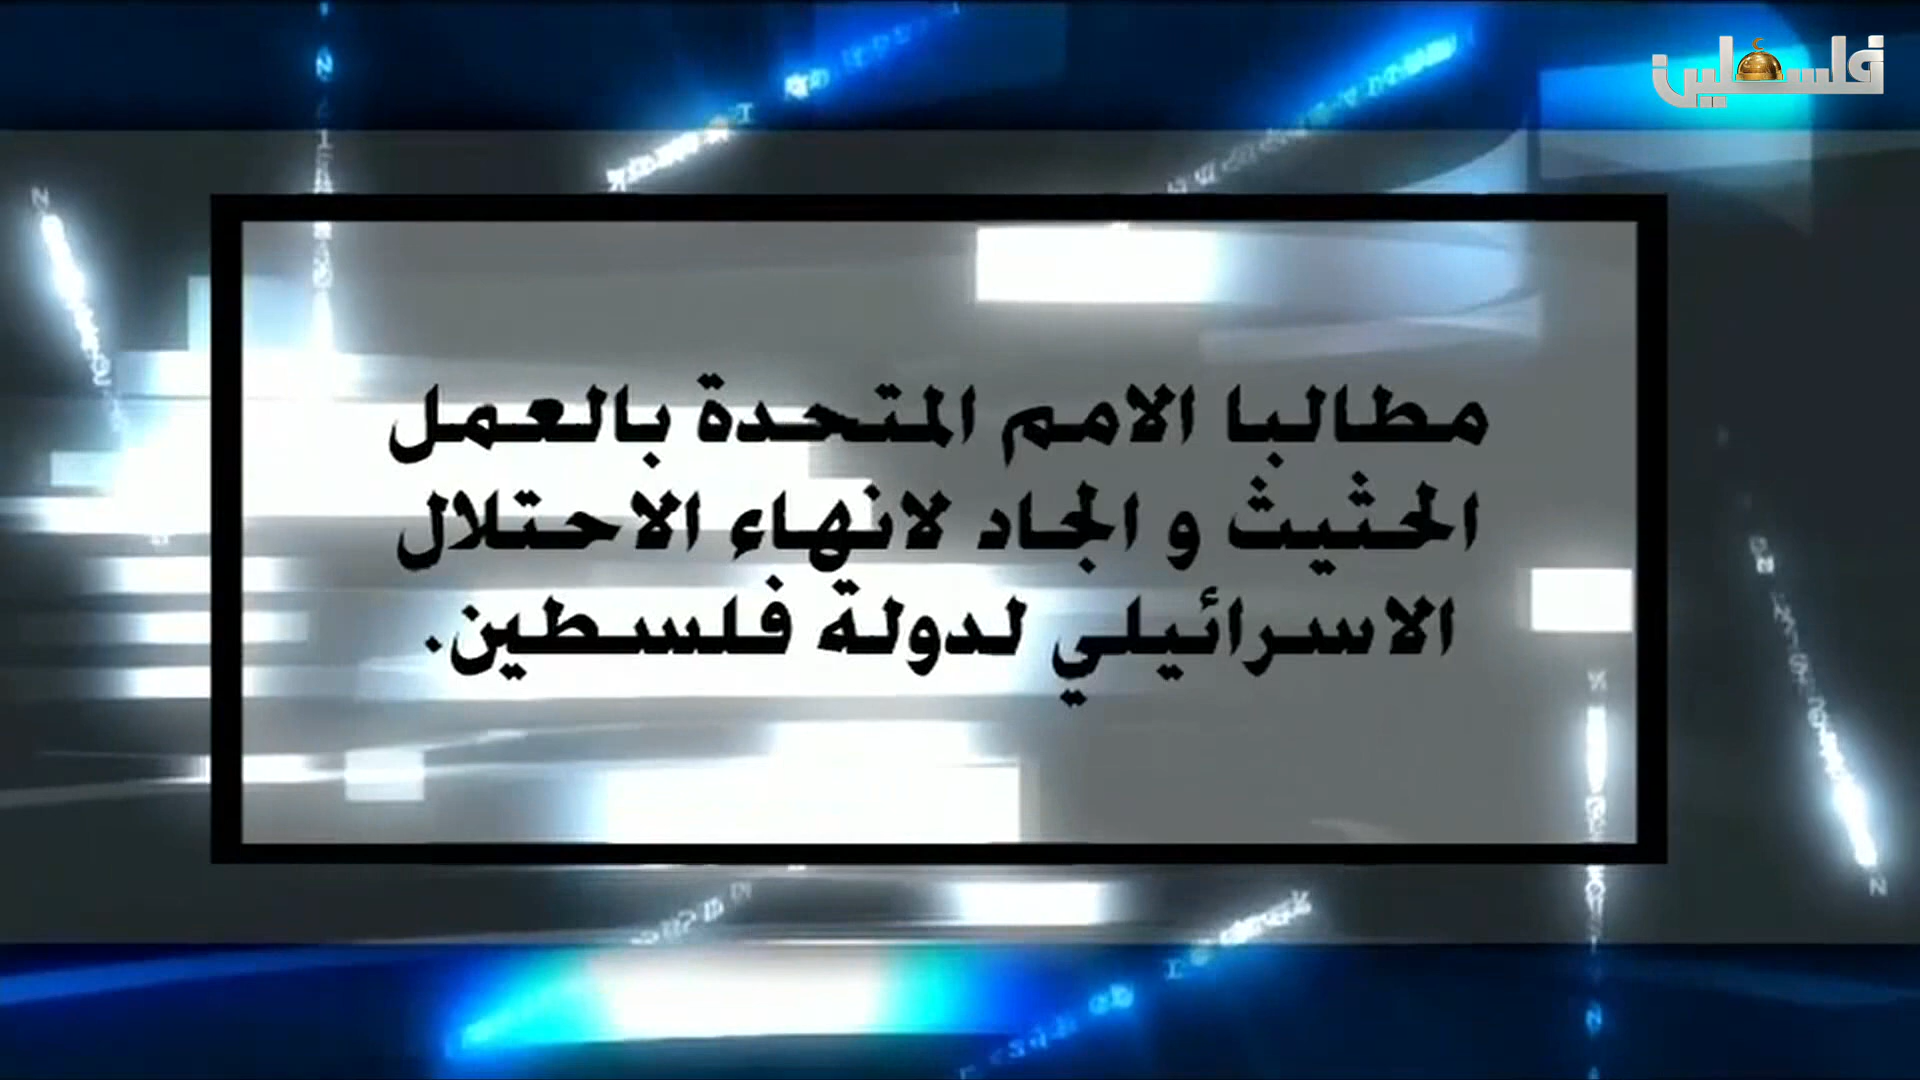 فلسطين
مطالبا الامم المتحدة بالعمل
الحثيث و الجاد لانهاء الاحتلال
الاسرائيلي لدولة فلسطين.